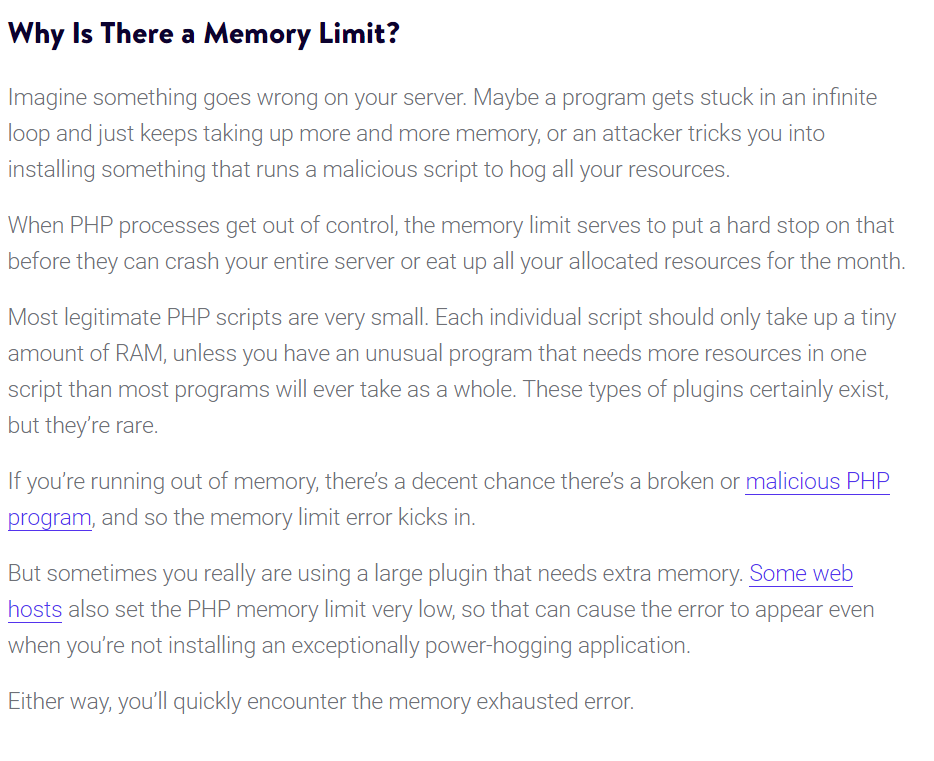 Why Is There a Memory Limit?
Imagine something goes wrong on your server. Maybe a program gets stuck in an infinite
loop and just keeps taking up more and more memory, or an attacker tricks you into
installing something that runs a malicious script to hog all your resources.
When PHP processes get out of control, the memory limit serves to put a hard stop on that
before they can crash your entire server or eat up all your allocated resources for the month.
Most legitimate PHP scripts are very small. Each individual script should only take up a tiny
amount of RAM, unless you have an unusual program that needs more resources in one
script than most programs will ever take as a whole. These types of plugins certainly exist,
but they’re rare.
If you’re running out of memory, there’s a decent chance there’s a broken or malicious PHP
program, and so the memory limit error kicks in.
But sometimes you really are using a large plugin that needs extra memory. Some web
hosts also set the PHP memory limit very low, so that can cause the error to appear even
when you’re not installing an exceptionally power-hogging application.
Either way, you’ll quickly encounter the memory exhausted error.